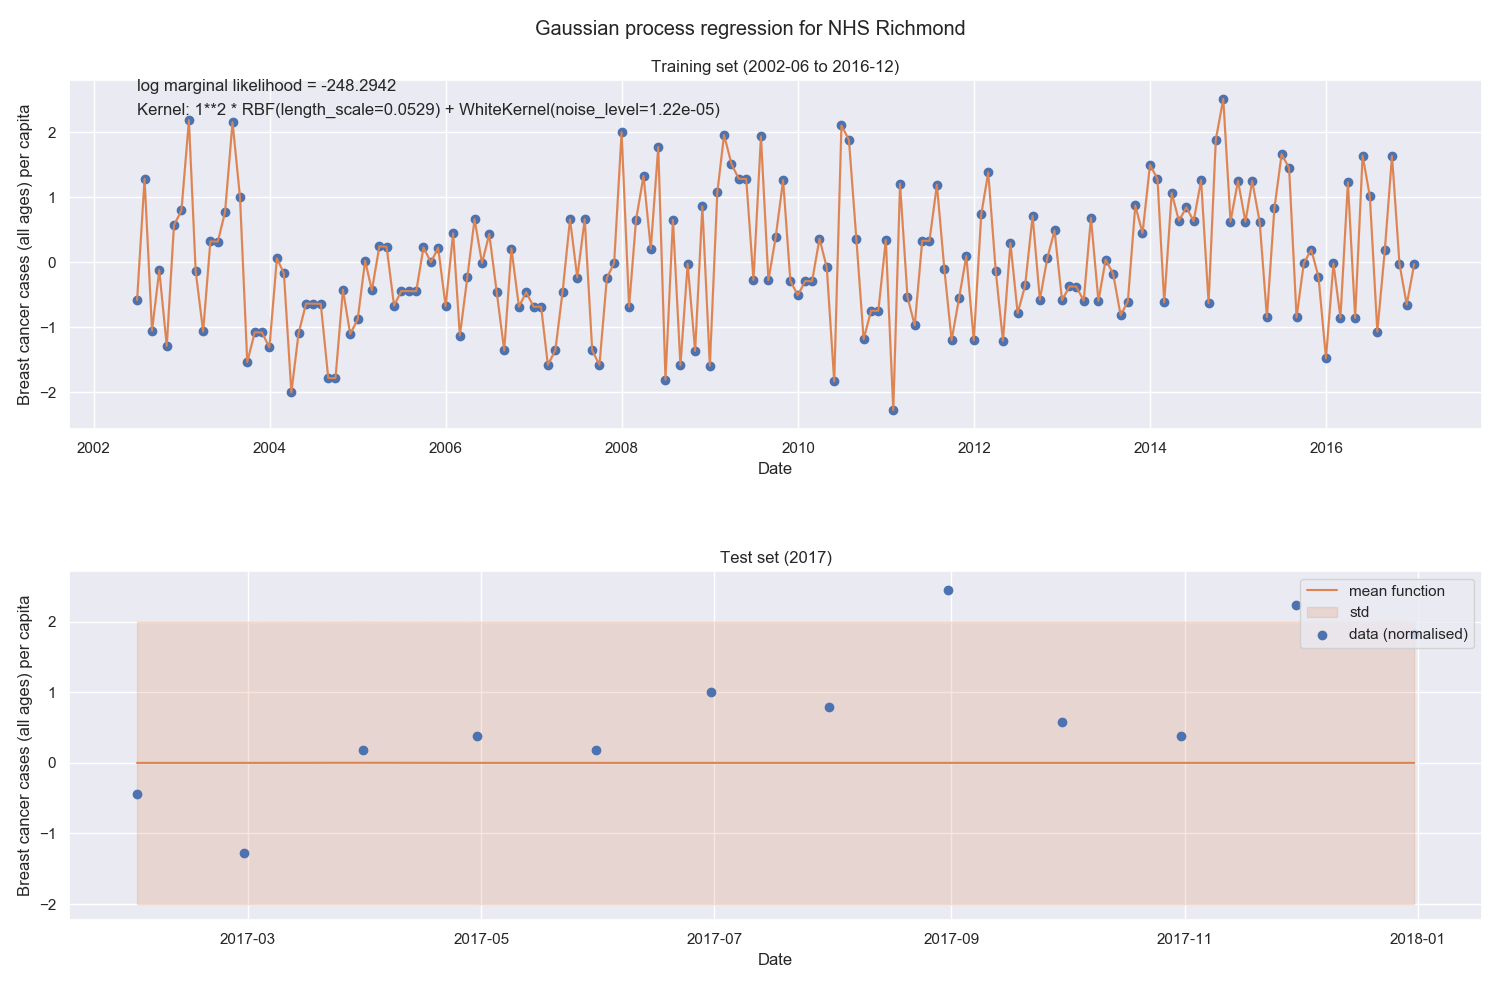 Gaussian process regression for NHS Richmond
Training set (2002-06 to 2016-12)
log marginal likelihood = -248.2942
Kernel: 1**2 * RBF(length_scale=0.0529) + WhiteKernel(noise_level=1.22e-05)
Breast cancer cases (all ages) per capita
2
1
0
−1
−2
2002 2004 2006 2008 2010 2012 2014 2016
Date
Test set (2017)
mean function
std
data (normalised)
Breast cancer cases (all ages) per capita
2
1
0
−1
−2
2017-03 2017-05 2017-07 2017-09 2017-11 2018-01
Date